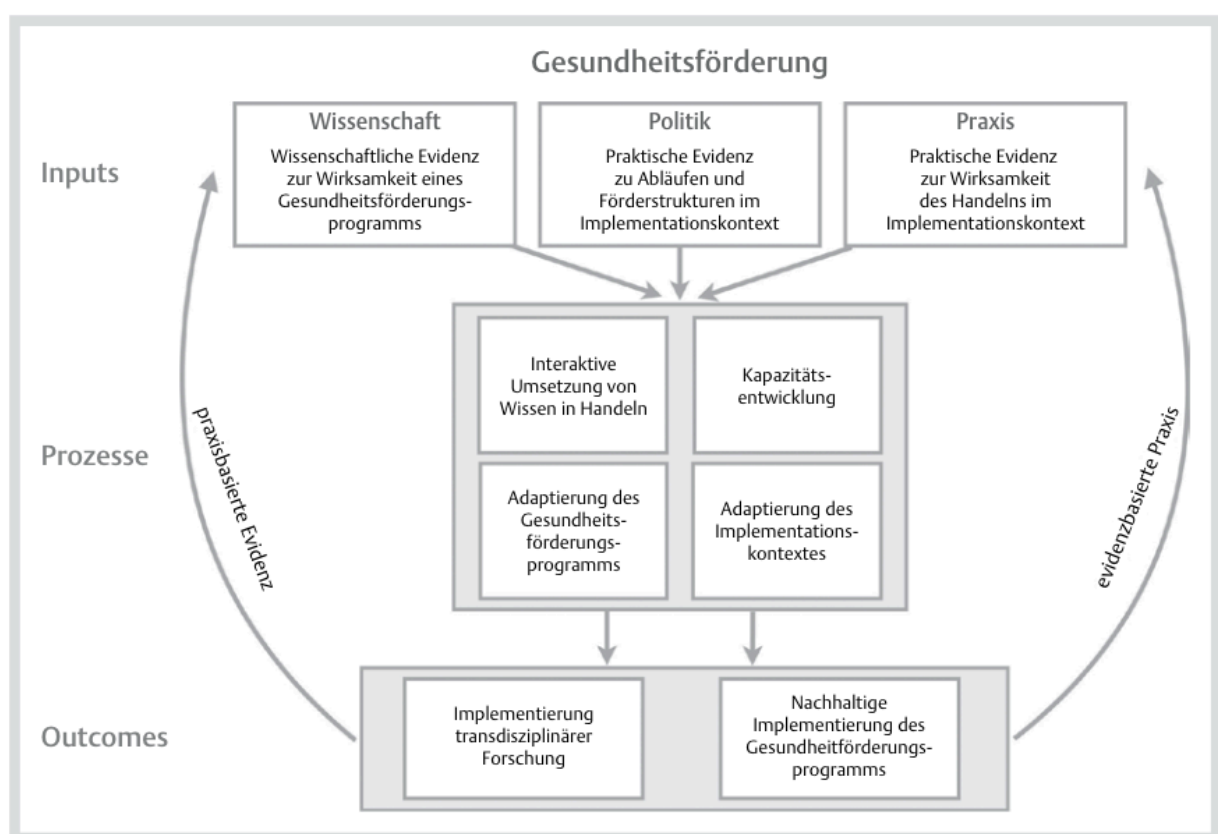 Gesundheitsförderung
Inputs
Wissenschaft
Wissenschaftliche Evidenz
zur Wirksamkeit eines
Gesundheitsförderungs-
programms
Politik
Praktische Evidenz
zu Abläufen und
Förderstrukturen im
Implementationskontext
Praxis
Praktische Evidenz
zur Wirksamkeit
des Handelns im
Implementationskontext
Prozesse
praxisbasierte Evidenz
Interaktive
Umsetzung von
Wissen in Handeln
Kapazitäts-
entwicklung
Adaptierung des
Gesundheits-
förderungs-
programms
Adaptierung des
Implementations-
kontextes
evidenzbasierte Praxis
Outcomes
Implementierung
transdisziplinärer
Forschung
Nachhaltige
Implementierung des
Gesundheitförderungs-
programms